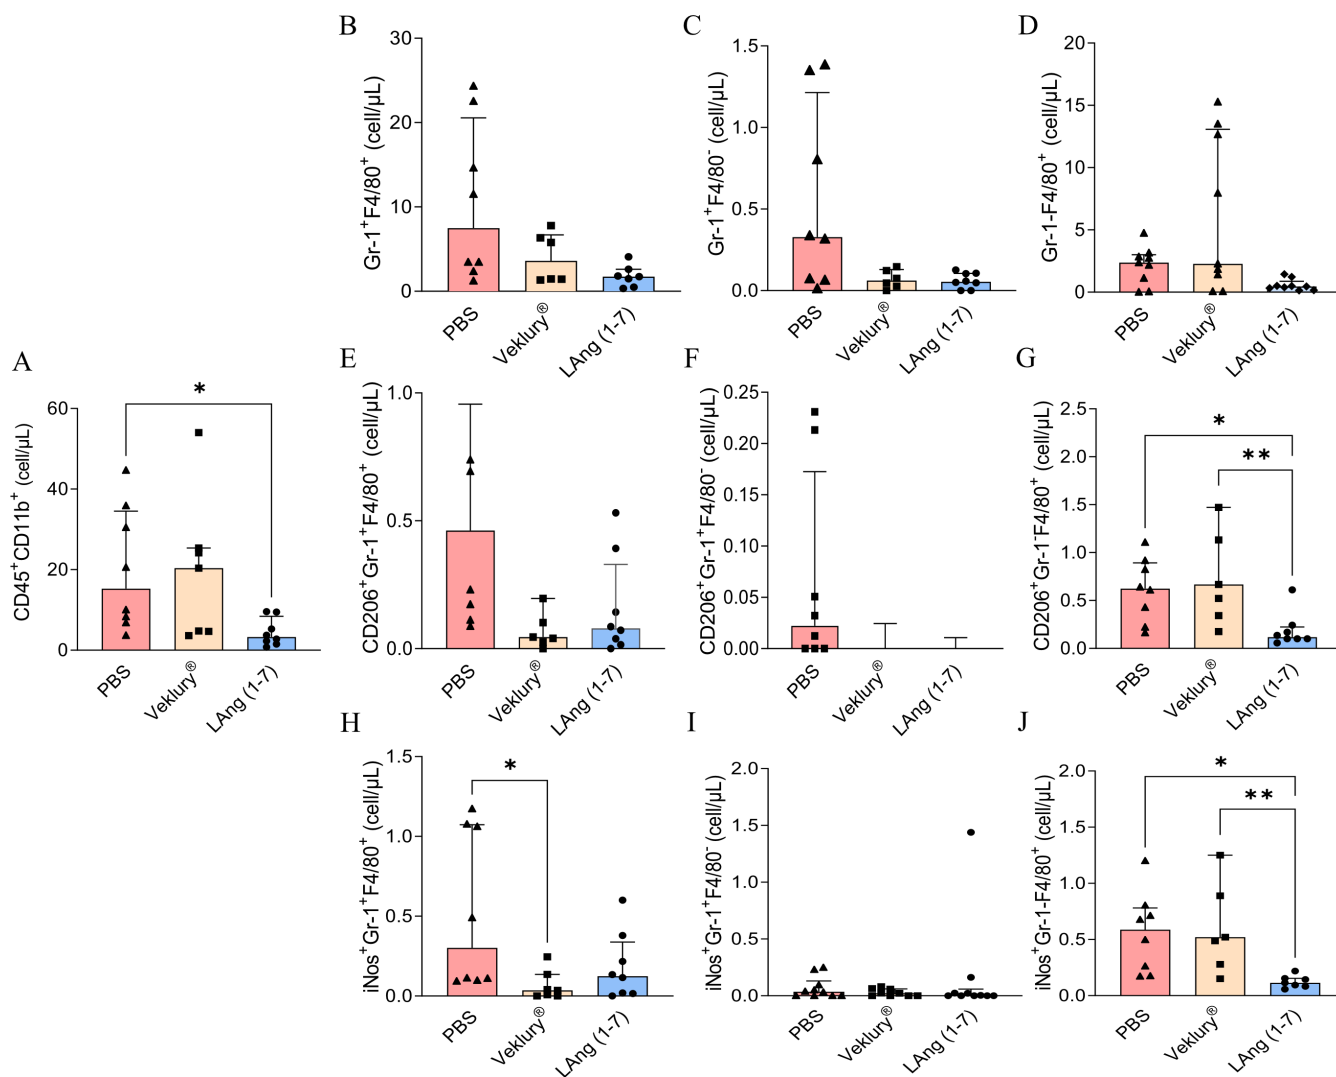 B
Gr-1⁺F4/80⁺ (cell/µL)
30
20
10
0
PBS
Veklury®
LAng (1-7)
C
Gr-1⁺F4/80⁻ (cell/µL)
1.5
1.0
0.5
0.0
PBS
Veklury®
LAng (1-7)
D
Gr-1-F4/80⁺ (cell/µL)
20
15
10
5
0
PBS
Veklury®
LAng (1-7)
A
CD45⁺CD11b⁺ (cell/µL)
60
40
20
0
*
PBS
Veklury®
LAng (1-7)
E
CD206⁺Gr-1⁺F4/80⁺ (cell/µL)
1.0
0.5
0.0
PBS
Veklury®
LAng (1-7)
F
CD206⁺Gr-1⁺F4/80⁻ (cell/µL)
0.25
0.20
0.15
0.10
0.05
0.00
PBS
Veklury®
LAng (1-7)
G
CD206⁺Gr-1⁻F4/80⁺ (cell/µL)
2.5
2.0
1.5
1.0
0.5
0.0
*
**
PBS
Veklury®
LAng (1-7)
H
iNos⁺Gr-1⁺F4/80⁺ (cell/µL)
1.5
1.0
0.5
0.0
*
PBS
Veklury®
LAng (1-7)
I
iNos⁺Gr-1⁺F4/80⁻ (cell/µL)
2.0
1.5
1.0
0.5
0.0
PBS
Veklury®
LAng (1-7)
J
iNos⁺Gr-1-F4/80⁺ (cell/µL)
2.0
1.5
1.0
0.5
0.0
*
**
PBS
Veklury®
LAng (1-7)